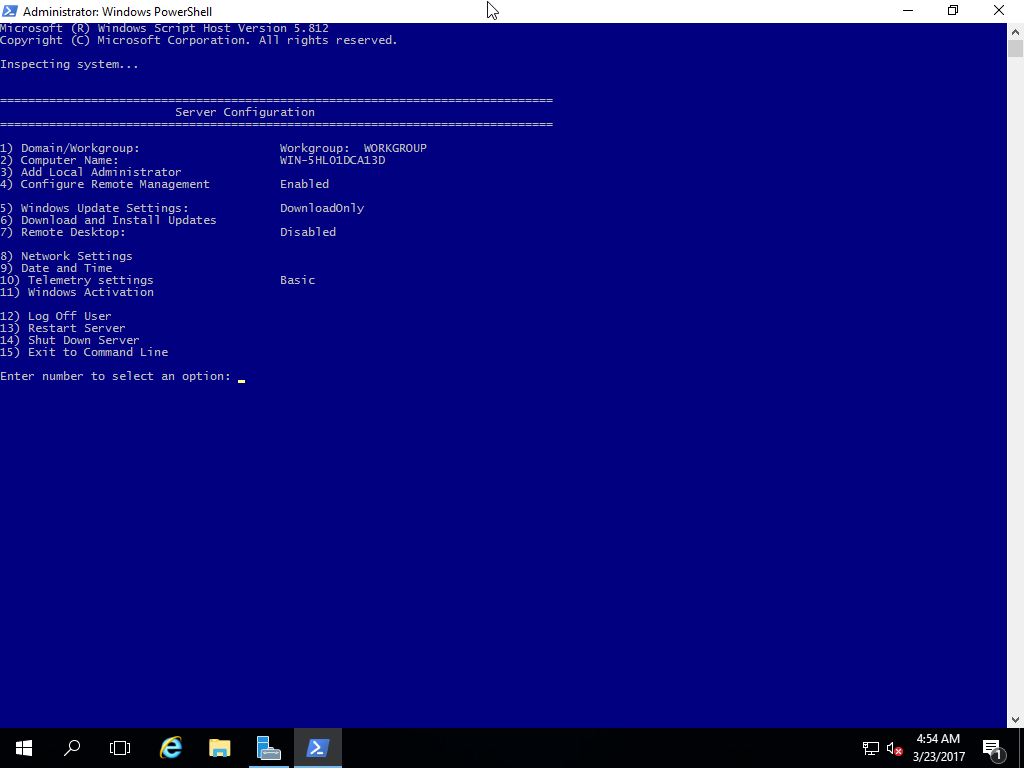 Administrator: Windows PowerShell
Microsoft (R) Windows Script Host Version 5.812
Copyright (C) Microsoft Corporation. All rights reserved.
Inspecting system...
===============================================================================
Server Configuration
===============================================================================
1) Domain/Workgroup: Workgroup: WORKGROUP
2) Computer Name: WIN-5HLO1DCA13D
3) Add Local Administrator
4) Configure Remote Management Enabled
5) Windows Update Settings: DownloadOnly
6) Download and Install Updates
7) Remote Desktop: Disabled
8) Network Settings
9) Date and Time
10) Telemetry settings Basic
11) Windows Activation
12) Log Off User
13) Restart Server
14) Shut Down Server
15) Exit to Command Line
Enter number to select an option:
4:54 AM
3/23/2017
1